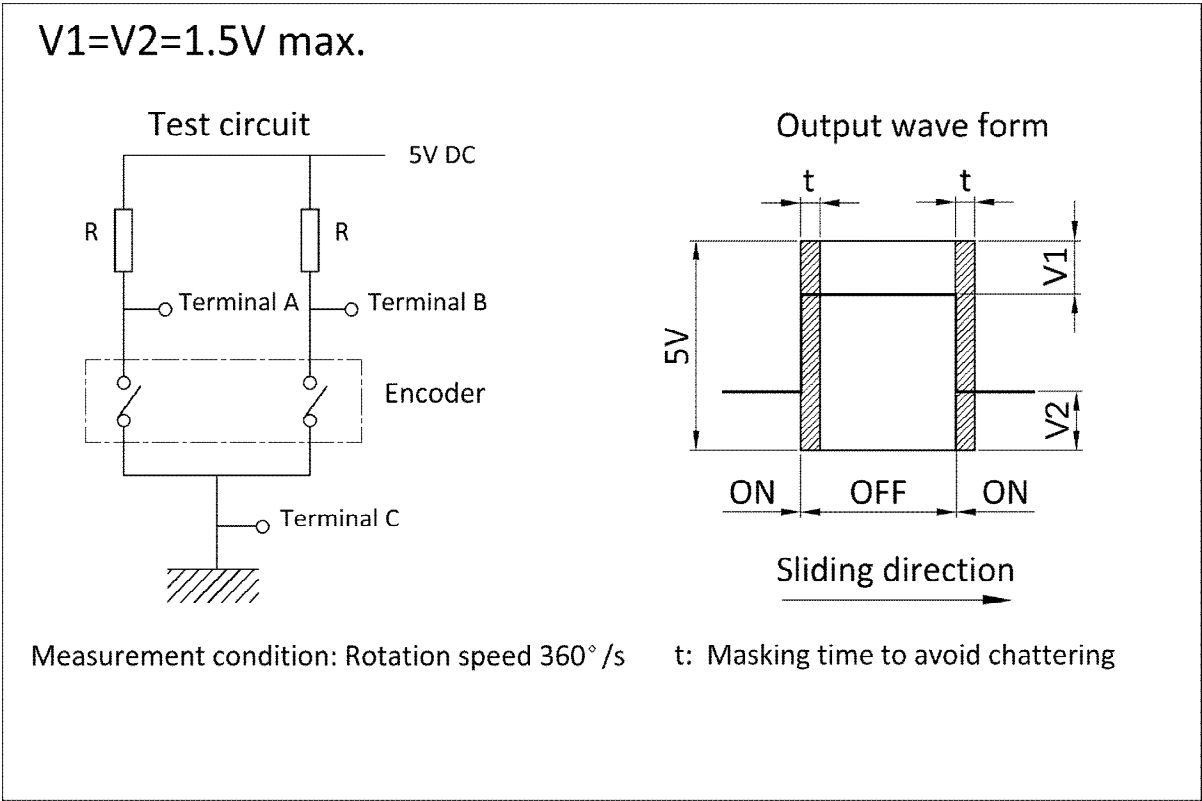 V1=V2=1.5V max.
Test circuit
5V DC
R
R
Terminal A
Terminal B
Encoder
Terminal C
Output wave form
t
t
5V
V1
V2
ON
OFF
ON
Sliding direction
Measurement condition: Rotation speed 360°/s
t: Masking time to avoid chattering